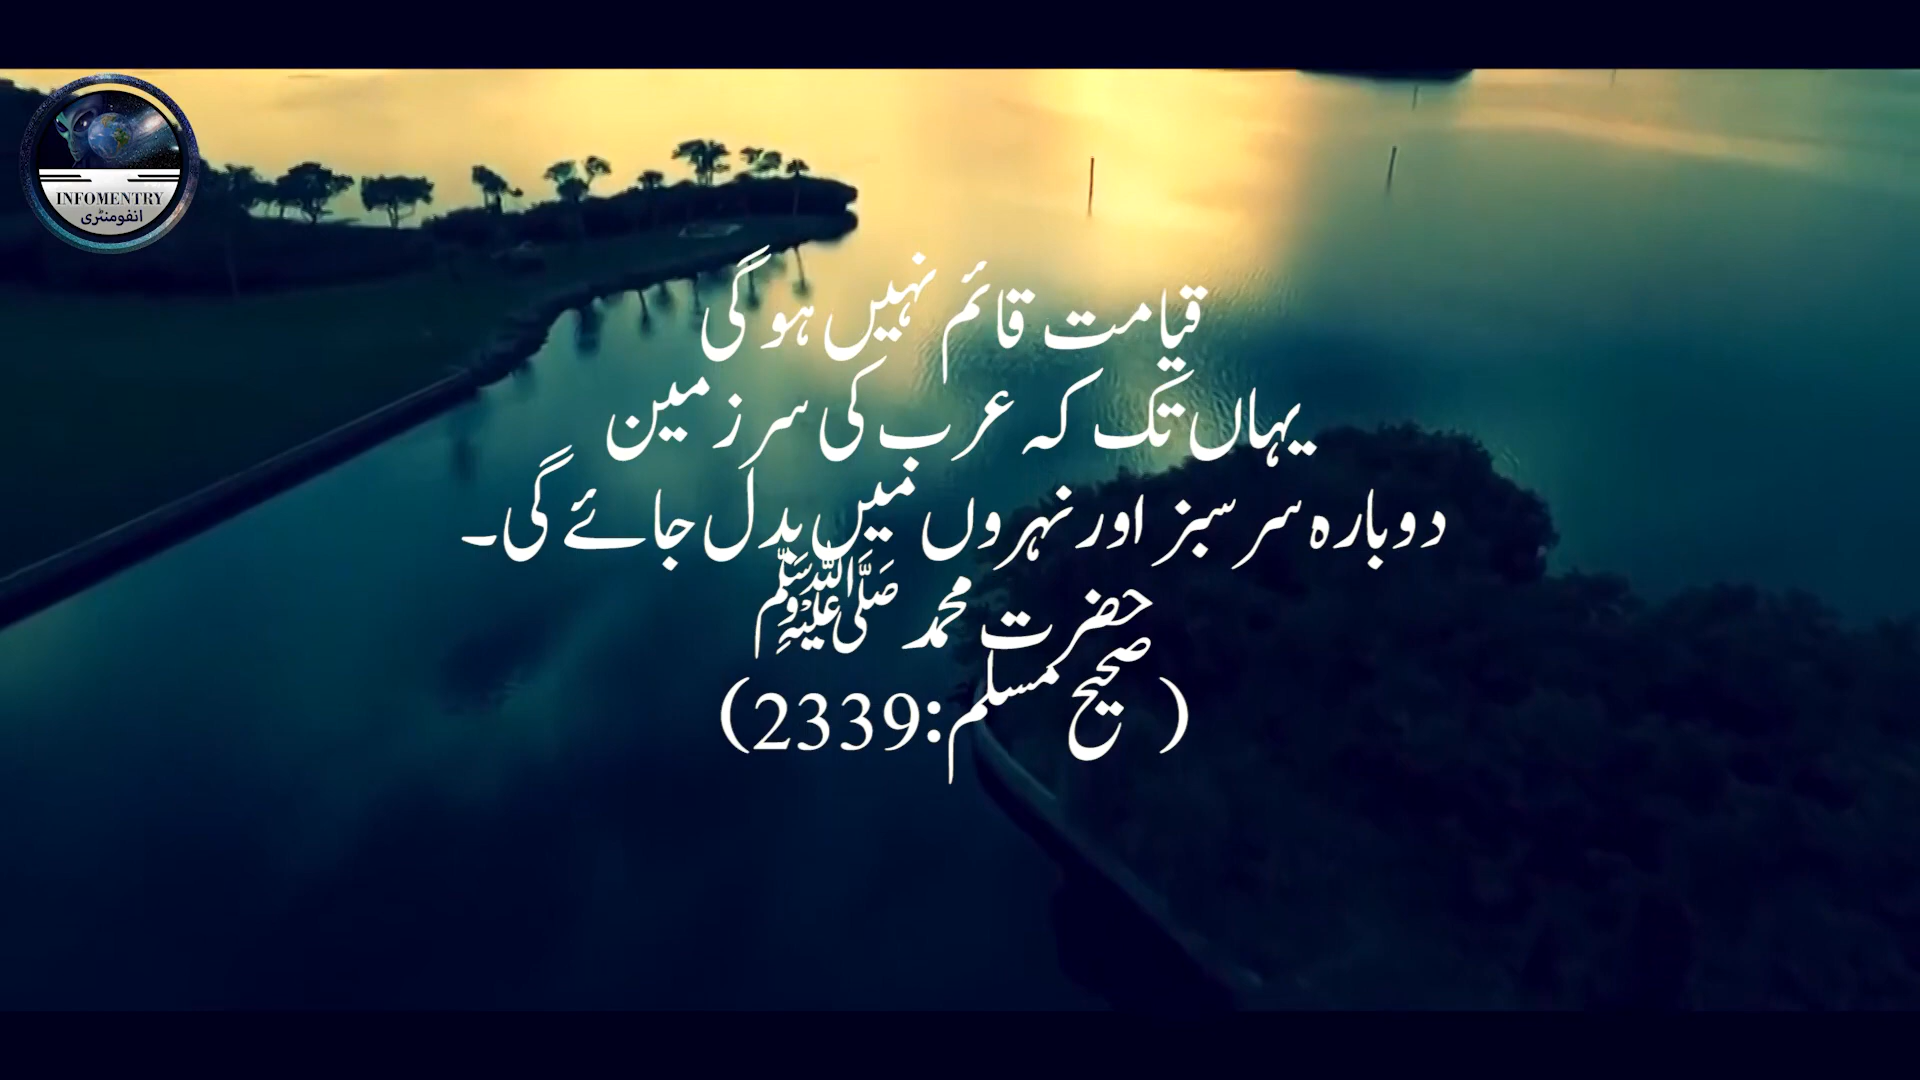 INFOMENTRY
انفومنٹری
قیامت قائم نہیں ہو گی
یہاں تک کہ عرب کی سرزمین
دوبارہ سرسبز اور نہروں میں بدل جائے گی۔
حضرت محمد ﷺ
(صحیح مسلم:2339)